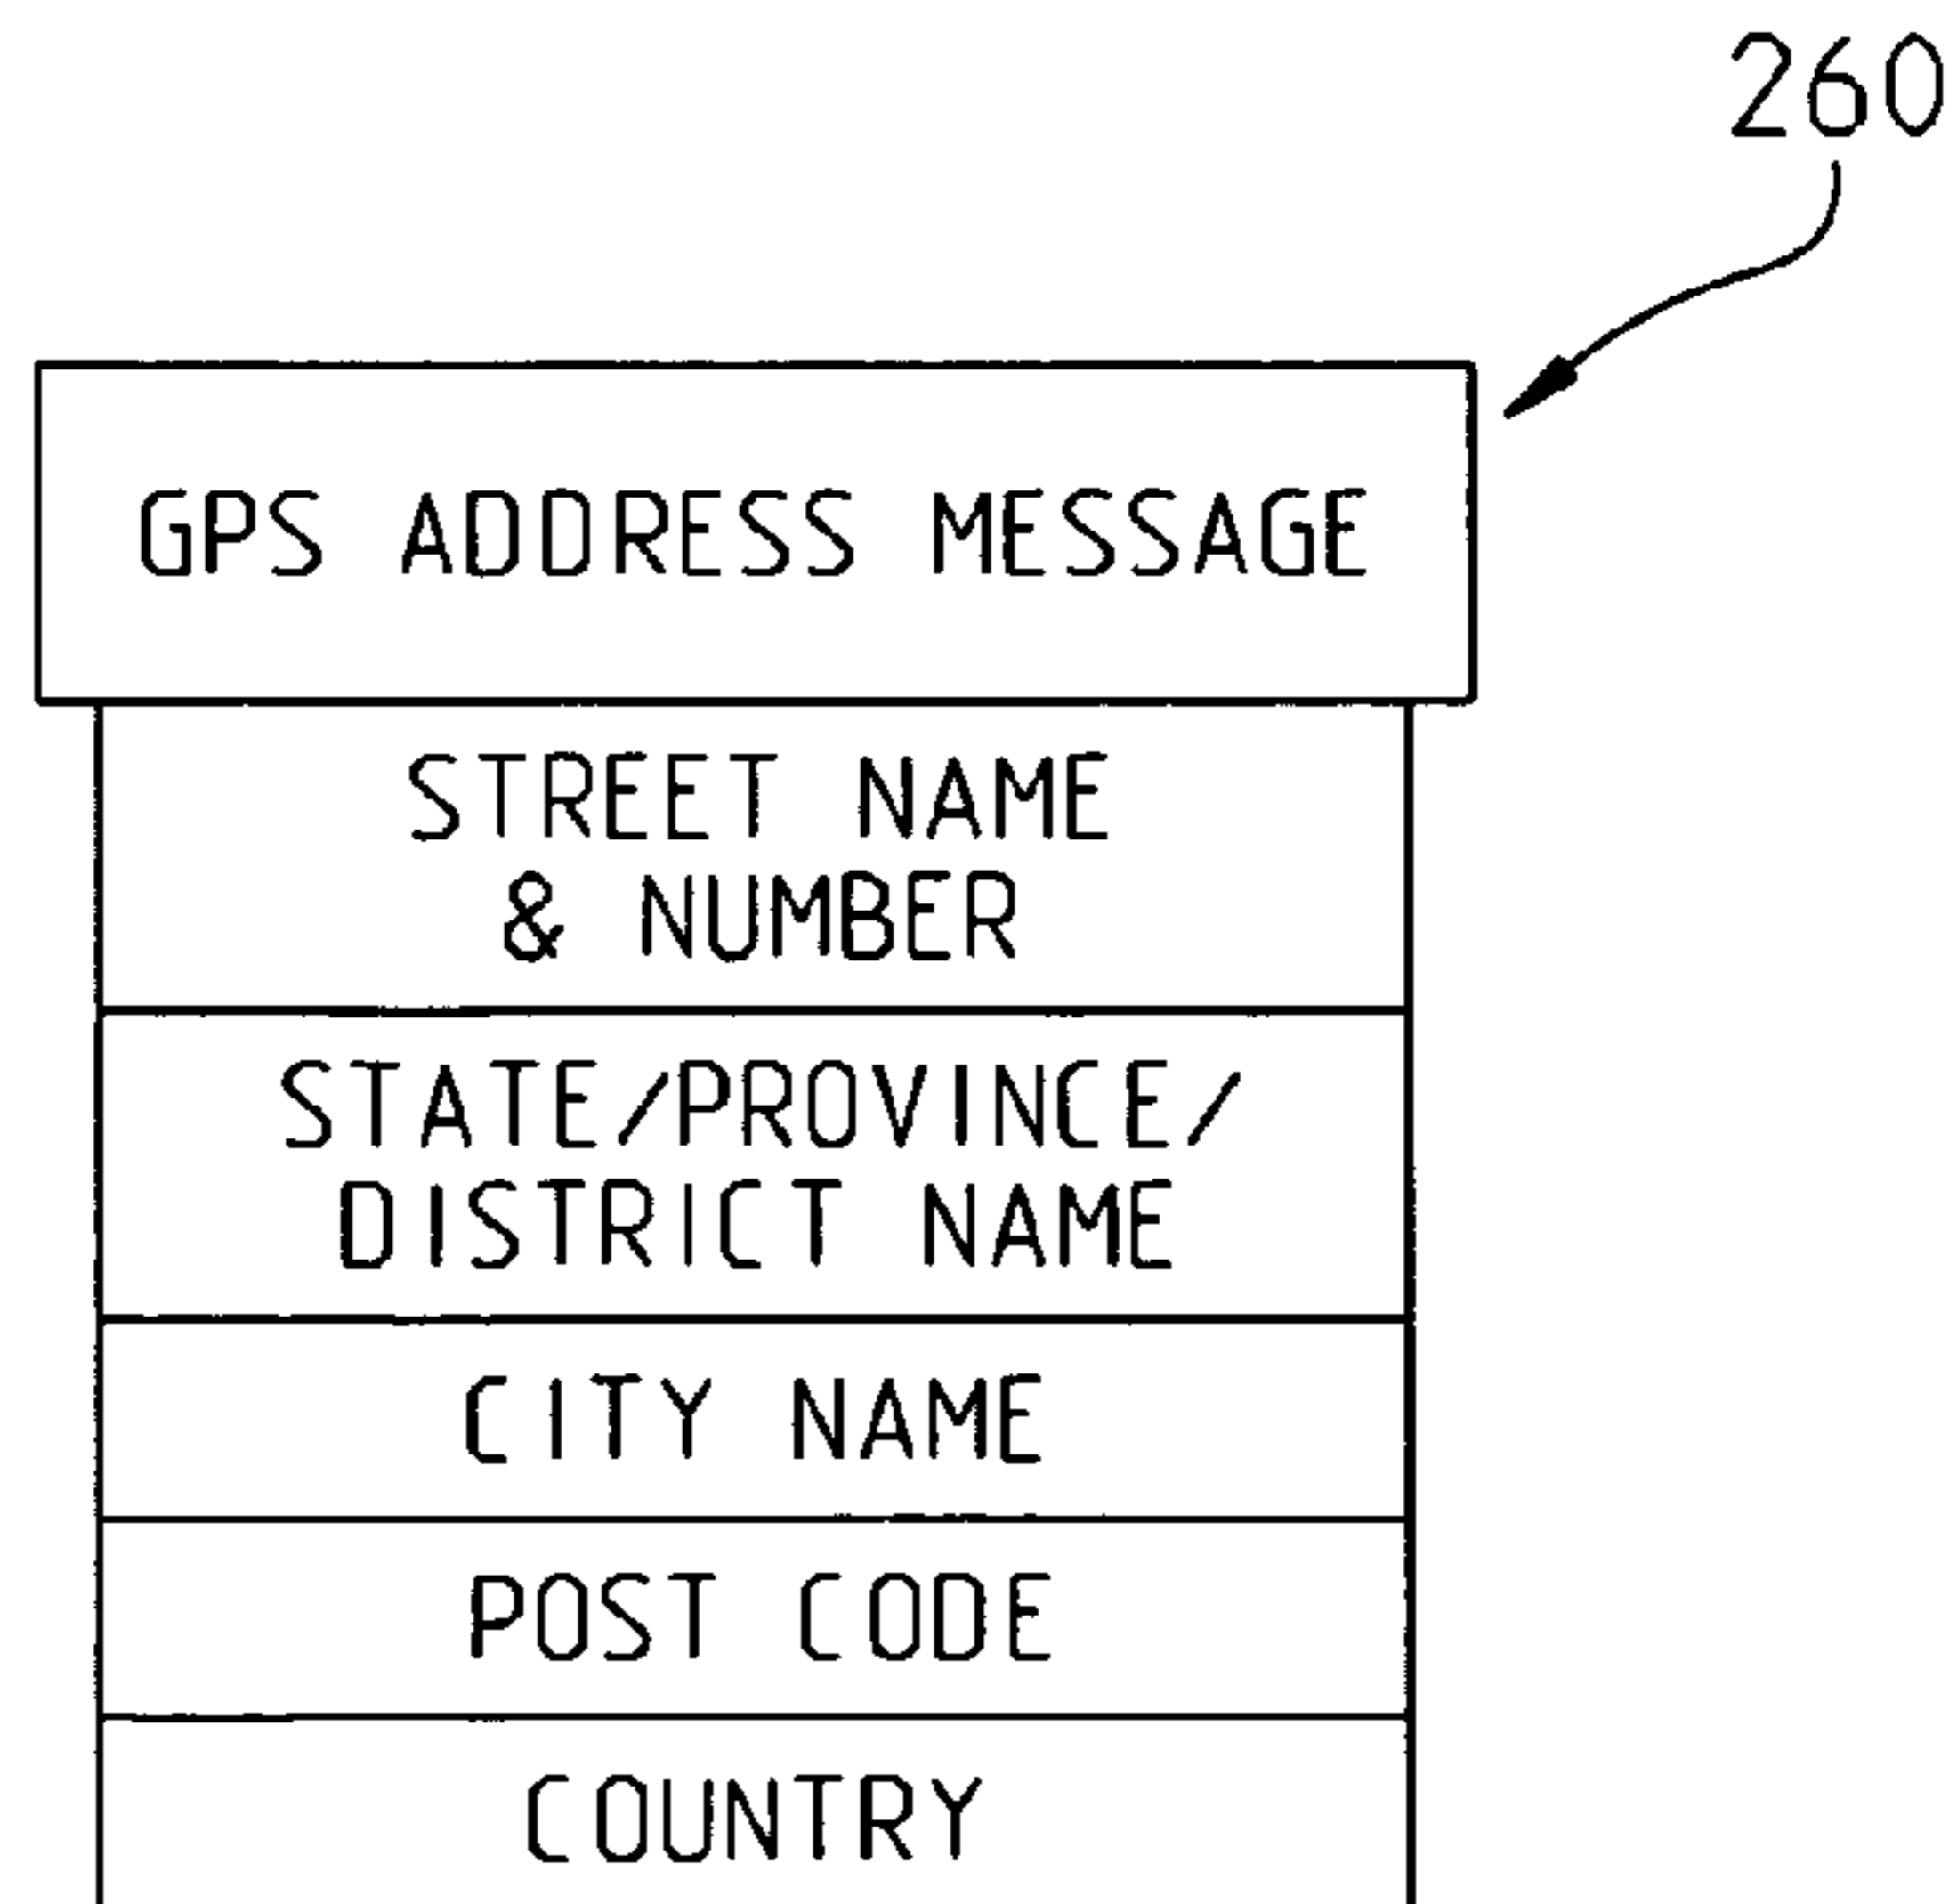 260
GPS ADDRESS MESSAGE
STREET NAME
& NUMBER
STATE/PROVINCE/
DISTRICT NAME
CITY NAME
POST CODE
COUNTRY